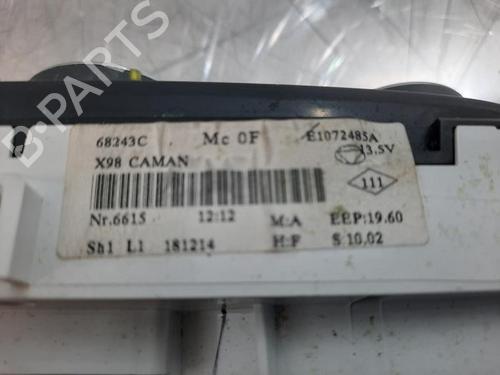 B-PARTS
68243C Mc 0F E1072485A
X98 CAMAN 13,5V
111
Nr.6615 12:12 M:A EEP:19.60
Sh1 L1 181214 H:F S:10.02